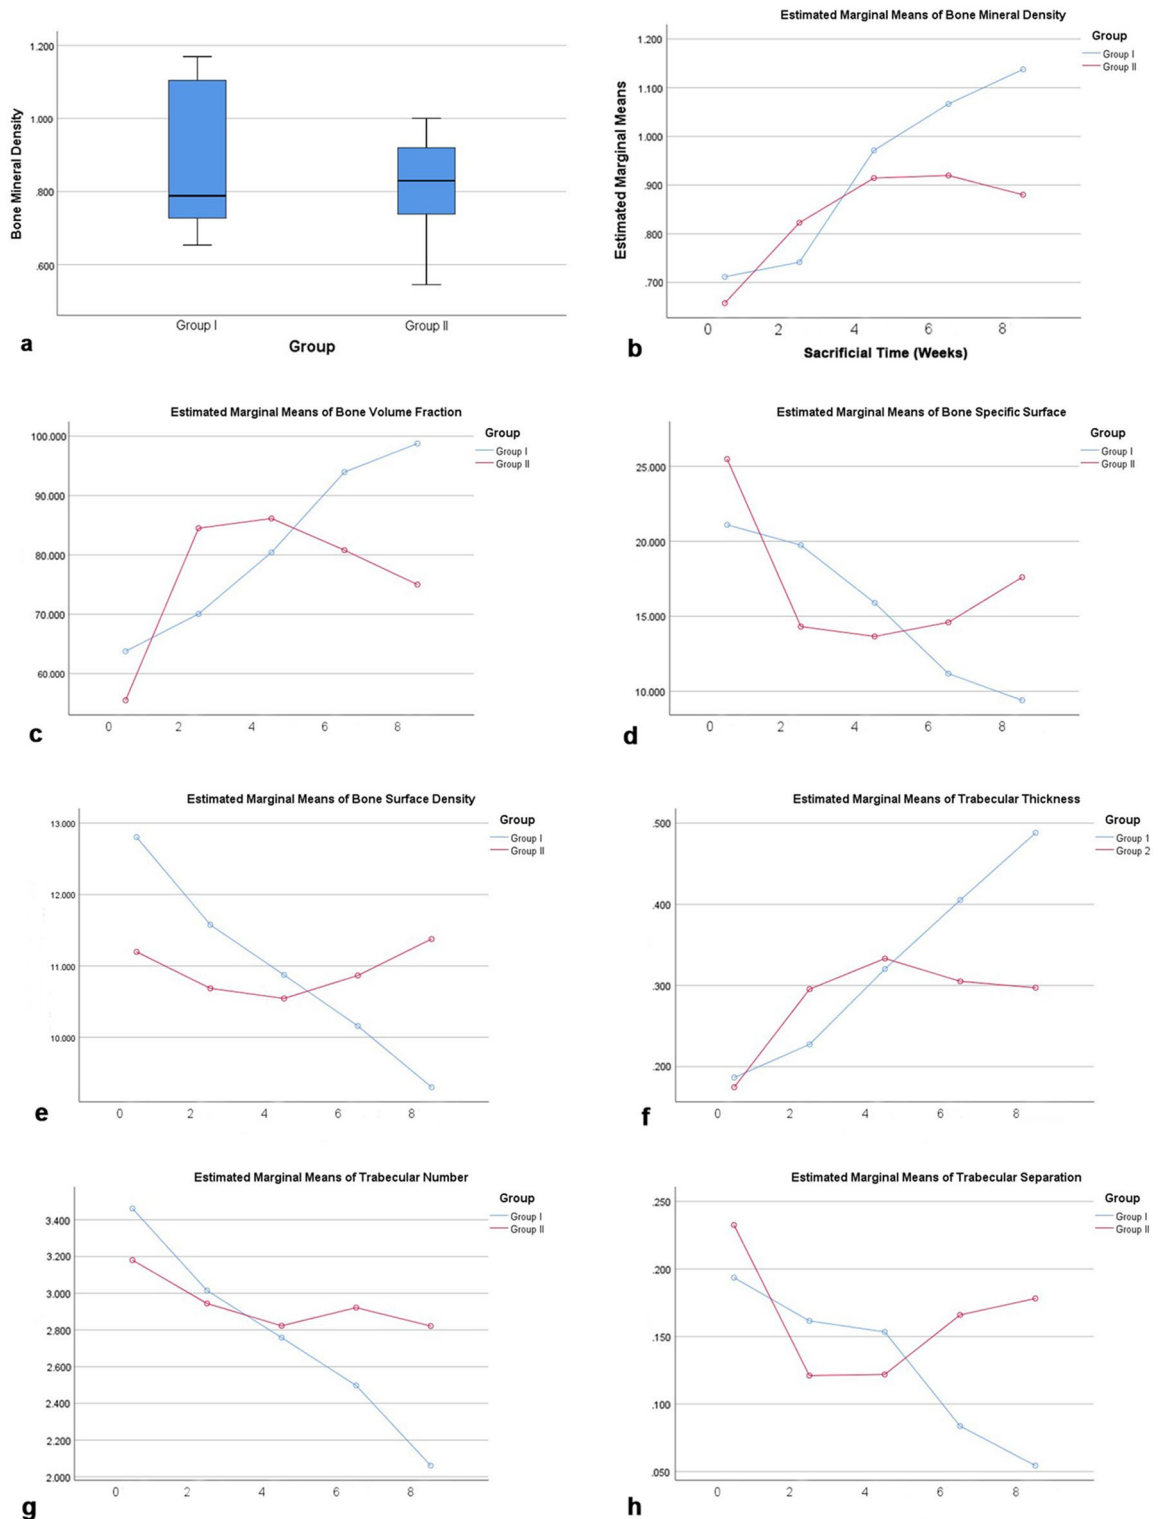 1.200
1.000
.800
.600
Bone Mineral Density
Group I
Group II
Group
a
Estimated Marginal Means of Bone Mineral Density
Group
Group I
Group II
1.200
1.100
1.000
.900
.800
.700
Estimated Marginal Means
0 2 4 6 8
Sacrificial Time (Weeks)
b
Estimated Marginal Means of Bone Volume Fraction
Group
Group I
Group II
100.000
90.000
80.000
70.000
60.000
0 2 4 6 8
c
Estimated Marginal Means of Bone Specific Surface
Group
Group I
Group II
25.000
20.000
15.000
10.000
0 2 4 6 8
d
Estimated Marginal Means of Bone Surface Density
Group
Group I
Group II
13.000
12.000
11.000
10.000
0 2 4 6 8
e
Estimated Marginal Means of Trabecular Thickness
Group
Group 1
Group 2
.500
.400
.300
.200
0 2 4 6 8
f
Estimated Marginal Means of Trabecular Number
Group
Group I
Group II
3.400
3.200
3.000
2.800
2.600
2.400
2.200
2.000
0 2 4 6 8
g
Estimated Marginal Means of Trabecular Separation
Group
Group I
Group II
.250
.200
.150
.100
.050
0 2 4 6 8
h